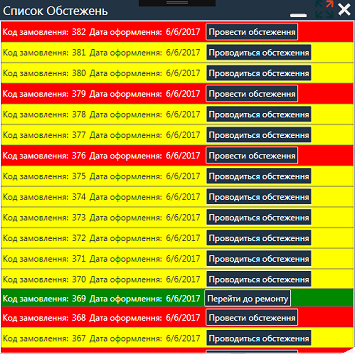 Список Обстежень
Код замовлення: 382 Дата оформлення: 6/6/2017 Провести обстеження
Код замовлення: 381 Дата оформлення: 6/6/2017 Проводиться обстеження
Код замовлення: 380 Дата оформлення: 6/6/2017 Проводиться обстеження
Код замовлення: 379 Дата оформлення: 6/6/2017 Провести обстеження
Код замовлення: 378 Дата оформлення: 6/6/2017 Проводиться обстеження
Код замовлення: 377 Дата оформлення: 6/6/2017 Проводиться обстеження
Код замовлення: 376 Дата оформлення: 6/6/2017 Провести обстеження
Код замовлення: 375 Дата оформлення: 6/6/2017 Проводиться обстеження
Код замовлення: 374 Дата оформлення: 6/6/2017 Проводиться обстеження
Код замовлення: 373 Дата оформлення: 6/6/2017 Проводиться обстеження
Код замовлення: 372 Дата оформлення: 6/6/2017 Проводиться обстеження
Код замовлення: 371 Дата оформлення: 6/6/2017 Проводиться обстеження
Код замовлення: 370 Дата оформлення: 6/6/2017 Проводиться обстеження
Код замовлення: 369 Дата оформлення: 6/6/2017 Перейти до ремонту
Код замовлення: 368 Дата оформлення: 6/6/2017 Провести обстеження
Код замовлення: 367 Дата оформлення: 6/6/2017 Проводиться обстеження